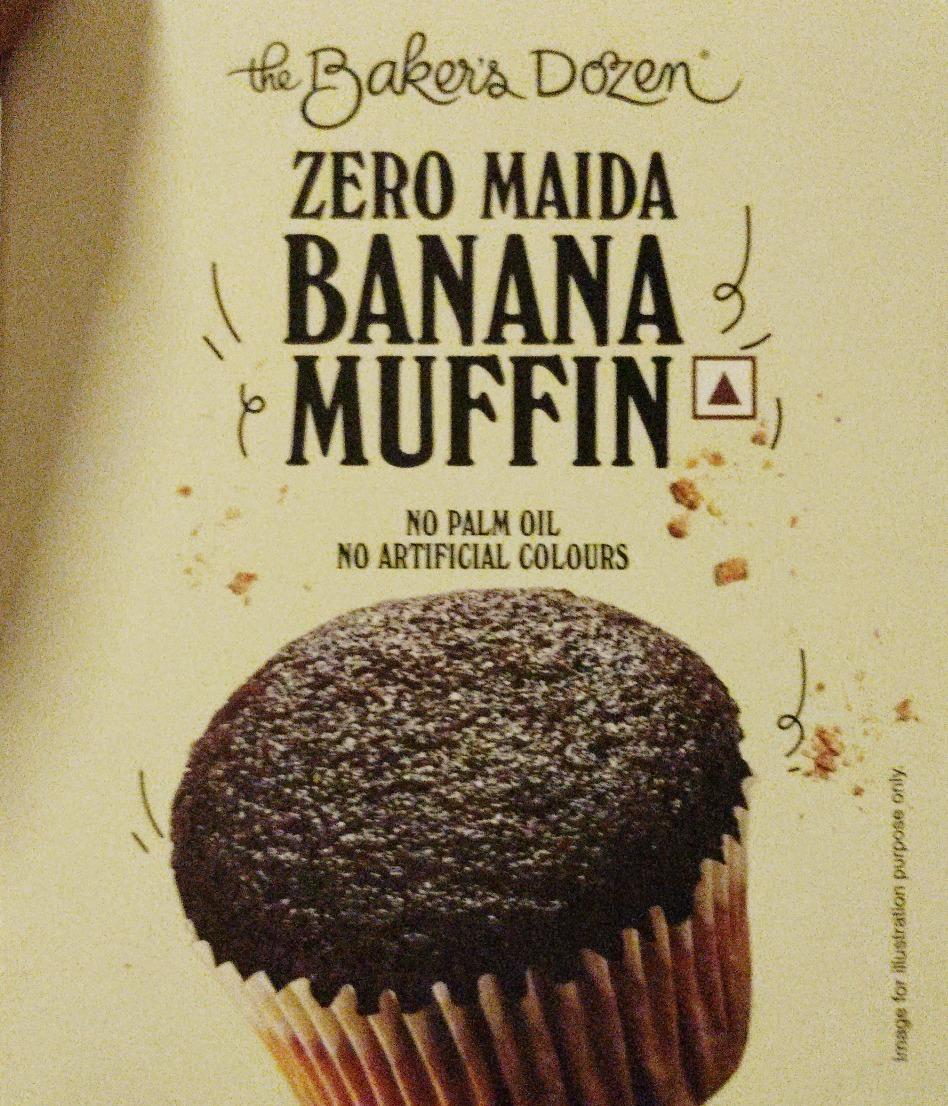 the Baker's Dozen
ZERO MAIDA
BANANA
MUFFIN
NO PALM OIL
NO ARTIFICIAL COLOURS
Image for illustration purpose only.